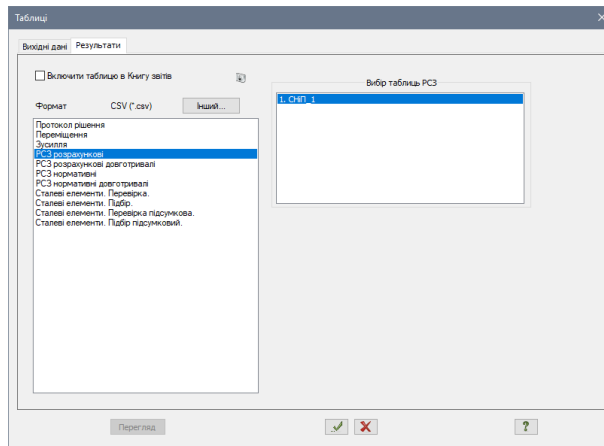 Таблиці
Вихідні дані Результати
Включити таблицю в Книгу звітів
Вибір таблиць РСЗ
Формат CSV (*.csv) Інший...
1. СНіП_1
Протокол рішення
Переміщення
Зусилля
РСЗ розрахункові
РСЗ розрахункові довготривалі
РСЗ нормативні
РСЗ нормативні довготривалі
Сталеві елементи. Перевірка.
Сталеві елементи. Підбір.
Сталеві елементи. Перевірка підсумкова.
Сталеві елементи. Підбір підсумковий.
Перегляд
?